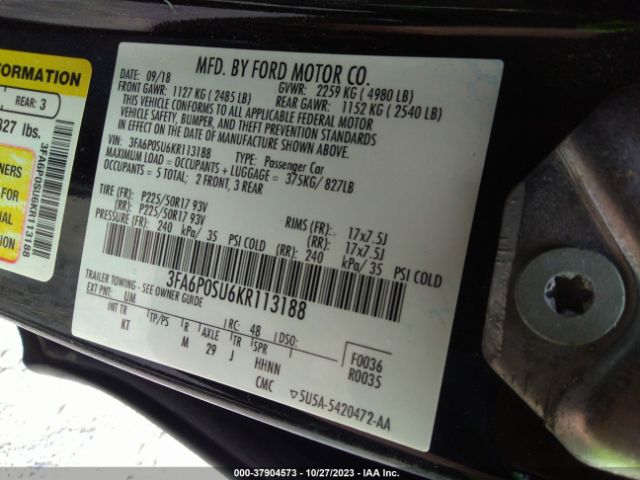 FORMATION
REAR: 3
827 lbs.
3FA6P0SU6KR113188
NERS
FOR
NAL
ON
MFD. BY FORD MOTOR CO.
DATE: 09/18 GVWR: 2259 KG ( 4980 LB)
FRONT GAWR: 1127 KG ( 2485 LB) REAR GAWR: 1152 KG ( 2540 LB)
THIS VEHICLE CONFORMS TO ALL APPLICABLE FEDERAL MOTOR
VEHICLE SAFETY, BUMPER, AND THEFT PREVENTION STANDARDS
IN EFFECT ON THE DATE OF MANUFACTURE SHOWN ABOVE.
VIN: 3FA6P0SU6KR113188 TYPE: Passenger Car
MAXIMUM LOAD = OCCUPANTS + LUGGAGE = 375KG/ 827LB
OCCUPANTS = 5 TOTAL; 2 FRONT, 3 REAR
TIRE (FR): P225/50R17 93V RIMS (FR): 17x7.5J
(RR): P225/50R17 93V (RR): 17x7.5J
PRESSURE (FR): 240 kPa/ 35 PSI COLD (RR): 240 kPa/ 35 PSI COLD
3FA6P0SU6KR113188
TRAILER TOWING - SEE OWNER GUIDE
EXT PNT: UM RC: 48 DSO:
INT TR TP/PS R AXLE TR SPR
KT M 29 J HHNN
CMC
F0036
R0035
5U5A-5420472-AA
000-37904573 | 10/27/2023 | IAA Inc.